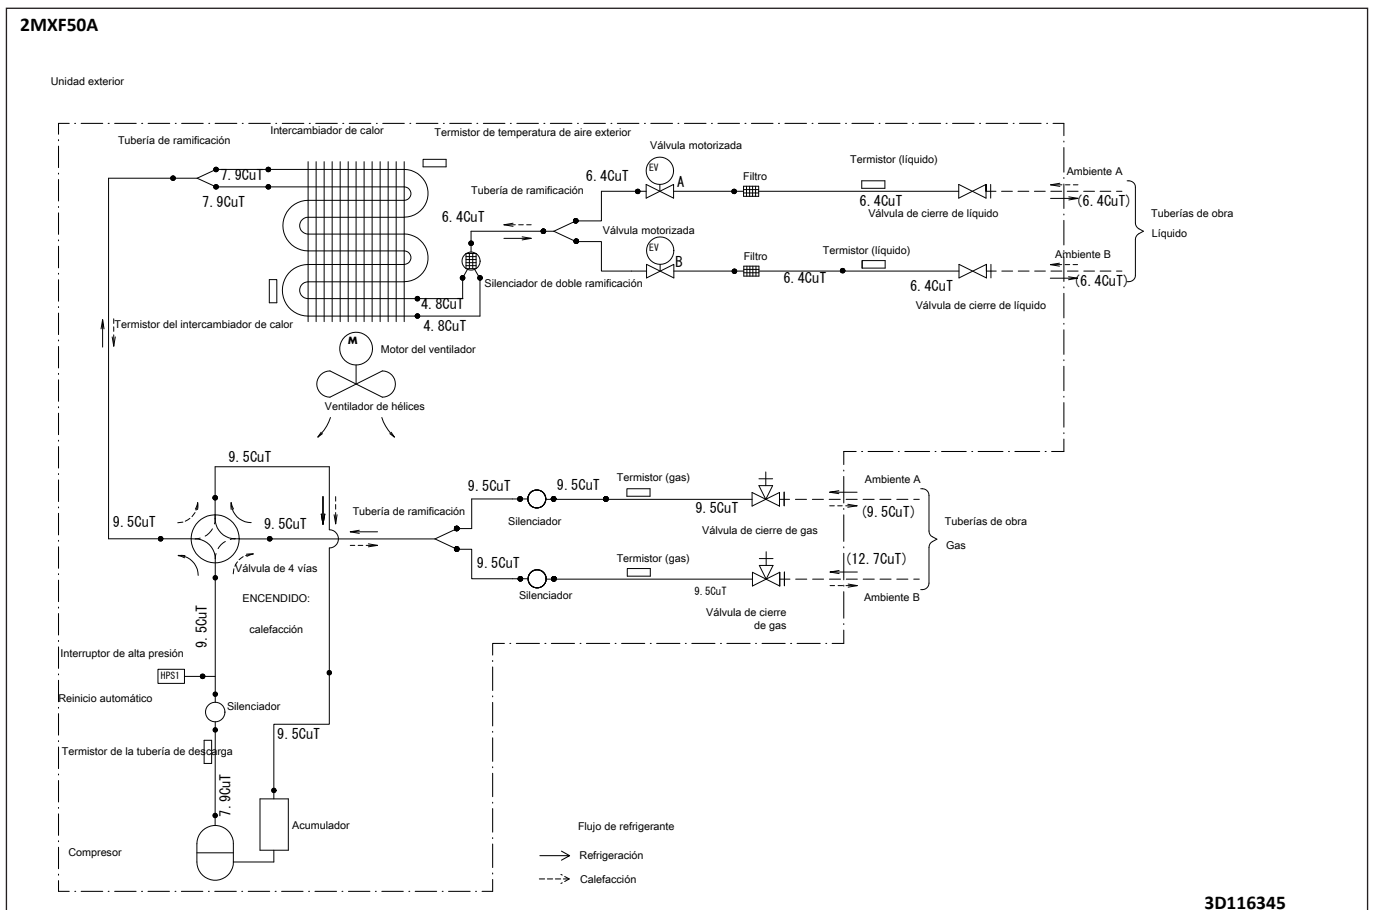 2MXF50A
Unidad exterior
Tubería de ramificación
Intercambiador de calor
Termistor de temperatura de aire exterior
Válvula motorizada
EV
A
Filtro
Termistor (líquido)
Ambiente A
7.9CuT
7.9CuT
6.4CuT
6.4CuT
(6.4CuT)
Tubería de ramificación
Válvula de cierre de líquido
Tuberías de obra
Líquido
6.4CuT
Válvula motorizada
EV
B
Filtro
Termistor (líquido)
Ambiente B
Silenciador de doble ramificación
6.4CuT
6.4CuT
(6.4CuT)
Válvula de cierre de líquido
4.8CuT
4.8CuT
Termistor del intercambiador de calor
M
Motor del ventilador
Ventilador de hélices
9.5CuT
9.5CuT
9.5CuT
Tubería de ramificación
9.5CuT
Silenciador
9.5CuT
Termistor (gas)
9.5CuT
Válvula de cierre de gas
Ambiente A
(9.5CuT)
Tuberías de obra
Gas
9.5CuT
Silenciador
Termistor (gas)
9.5CuT
Válvula de cierre
de gas
(12.7CuT)
Ambiente B
Válvula de 4 vías
ENCENDIDO:
calefacción
9.5CuT
Interruptor de alta presión
HPS1
Reinicio automático
Silenciador
9.5CuT
Termistor de la tubería de descarga
7.9CuT
Acumulador
Compresor
Flujo de refrigerante
Refrigeración
Calefacción
3D116345